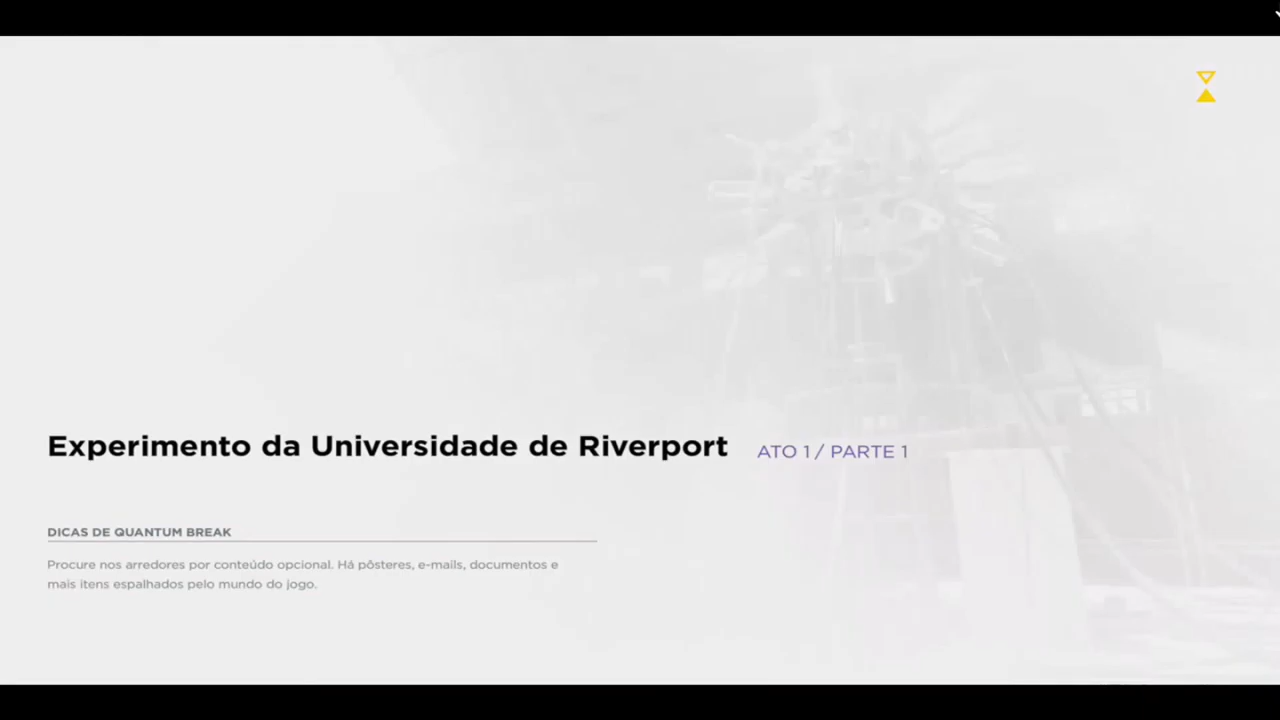 Experimento da Universidade de Riverport ATO 1 / PARTE 1
DICAS DE QUANTUM BREAK
Procure nos arredores por conteúdo opcional. Há pôsteres, e-mails, documentos e
mais itens espalhados pelo mundo do jogo.